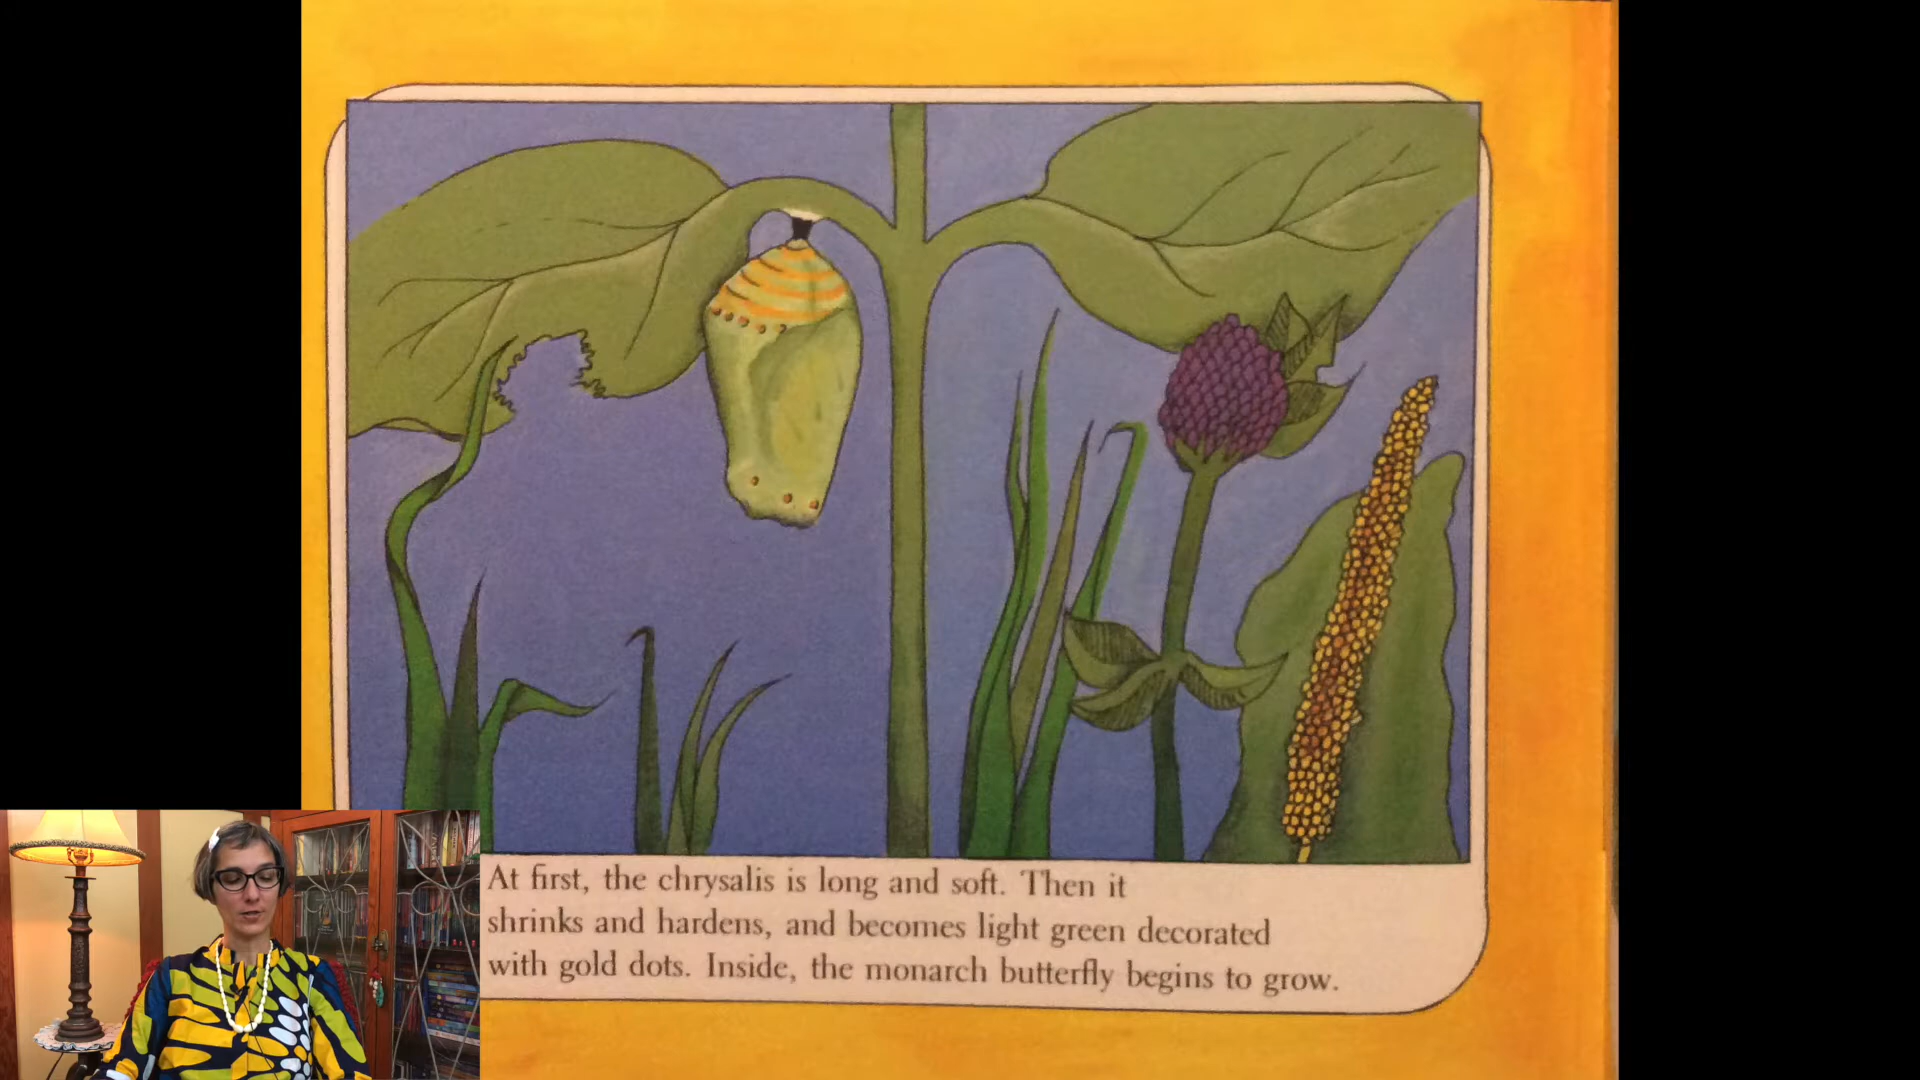 At first, the chrysalis is long and soft. Then it
shrinks and hardens, and becomes light green decorated
with gold dots. Inside, the monarch butterfly begins to grow.